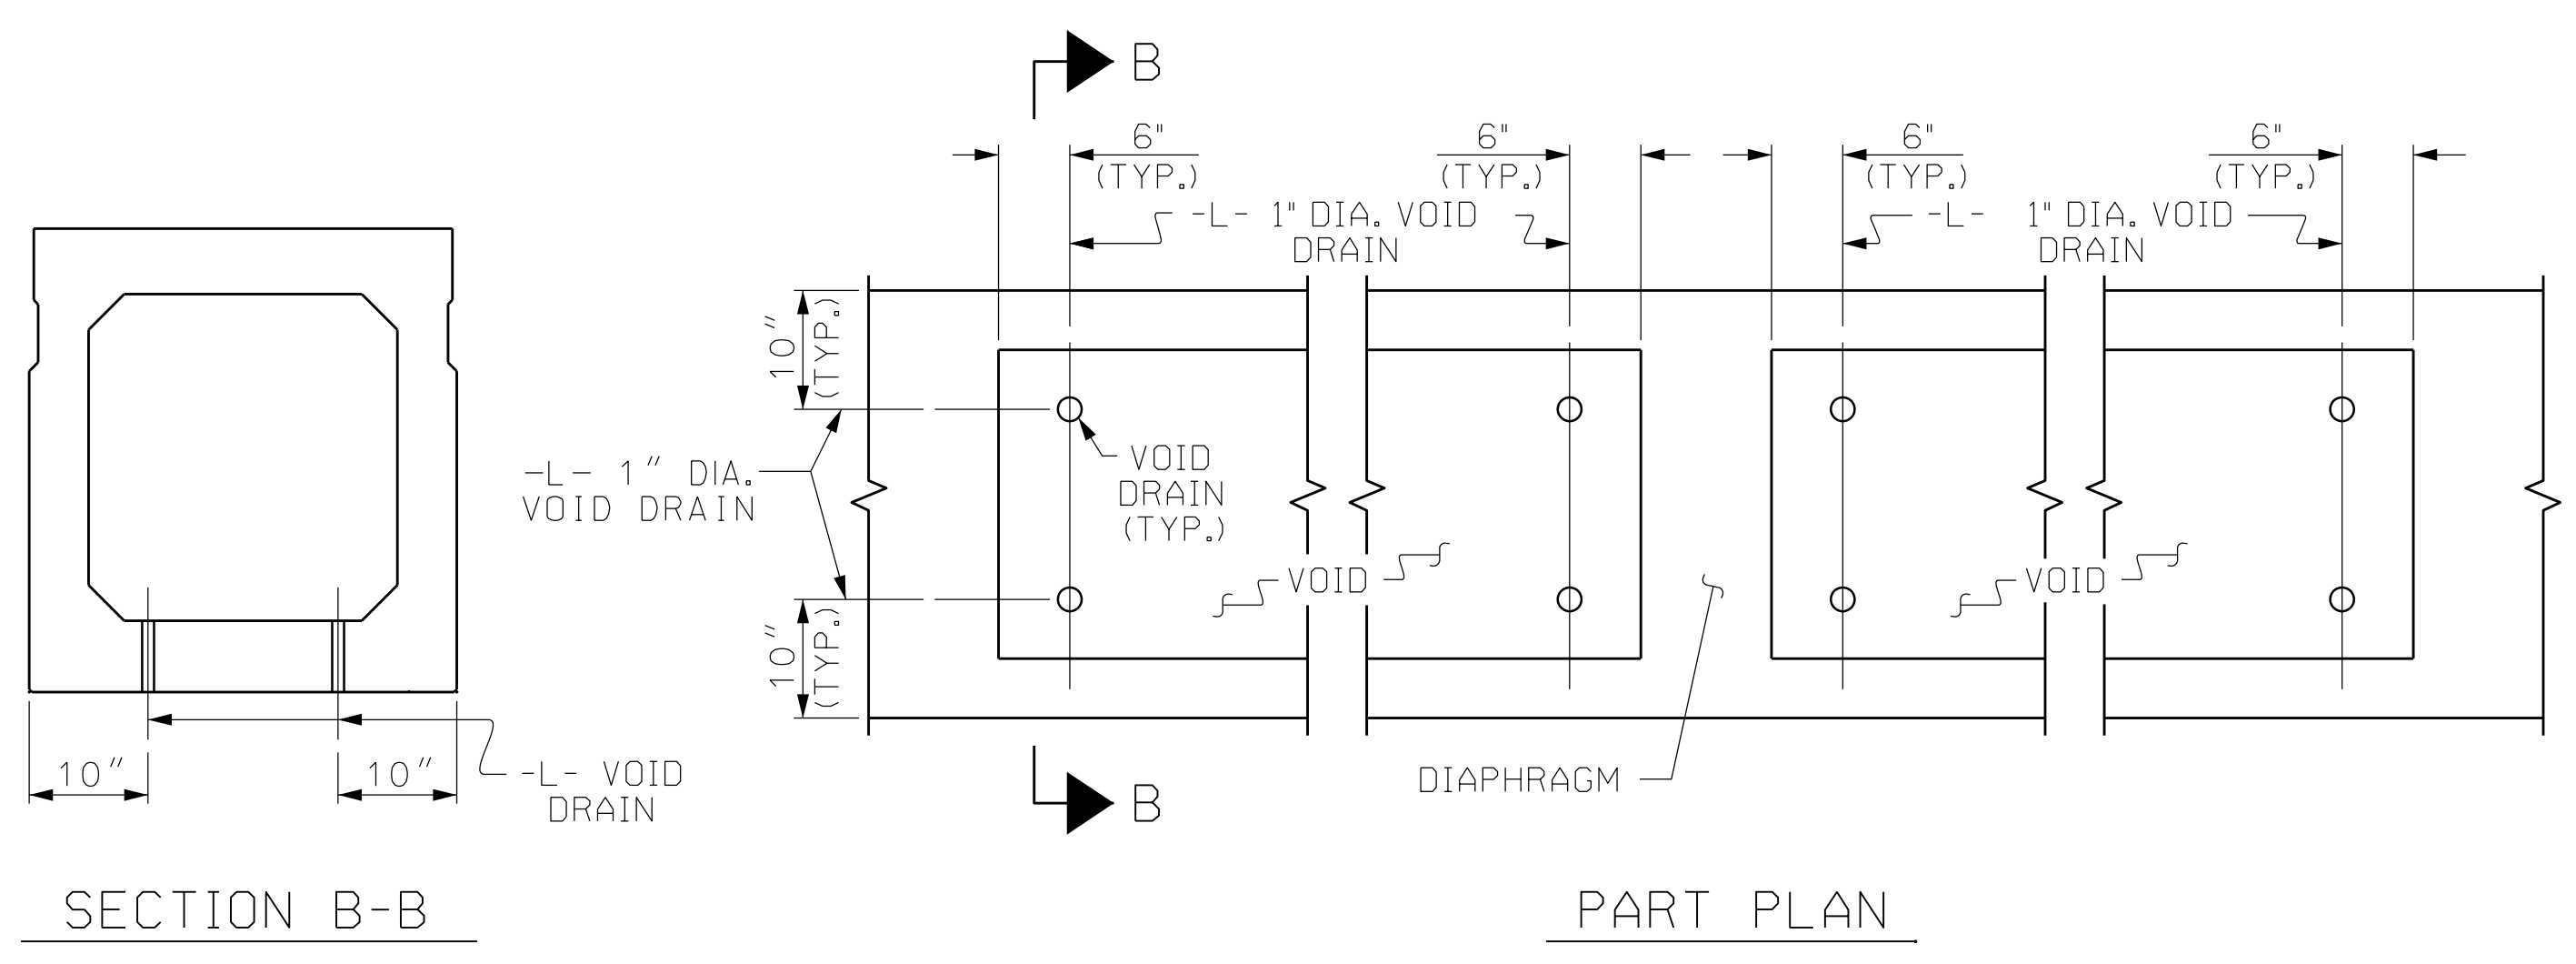 B
6" 6" 6" 6"
(TYP.) (TYP.) (TYP.) (TYP.)
-L- 1" DIA. VOID -L- 1" DIA. VOID
DRAIN DRAIN
10"
(TYP.)
-L- 1" DIA.
VOID DRAIN
VOID
DRAIN
(TYP.)
VOID VOID
10"
(TYP.)
10" 10"
-L- VOID
DRAIN
DIAPHRAGM
B
SECTION B-B
PART PLAN